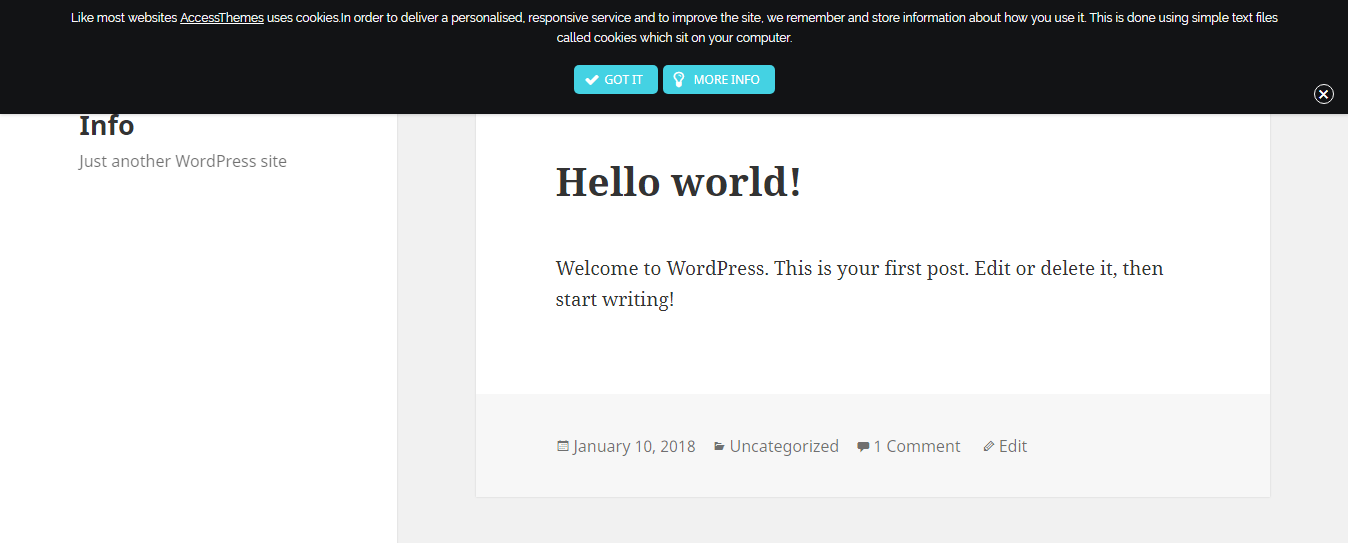 Like most websites AccessThemes uses cookies.In order to deliver a personalised, responsive service and to improve the site, we remember and store information about how you use it. This is done using simple text files
called cookies which sit on your computer.
GOT IT MORE INFO
Info
Just another WordPress site
Hello world!
Welcome to WordPress. This is your first post. Edit or delete it, then
start writing!
January 10, 2018 Uncategorized 1 Comment Edit